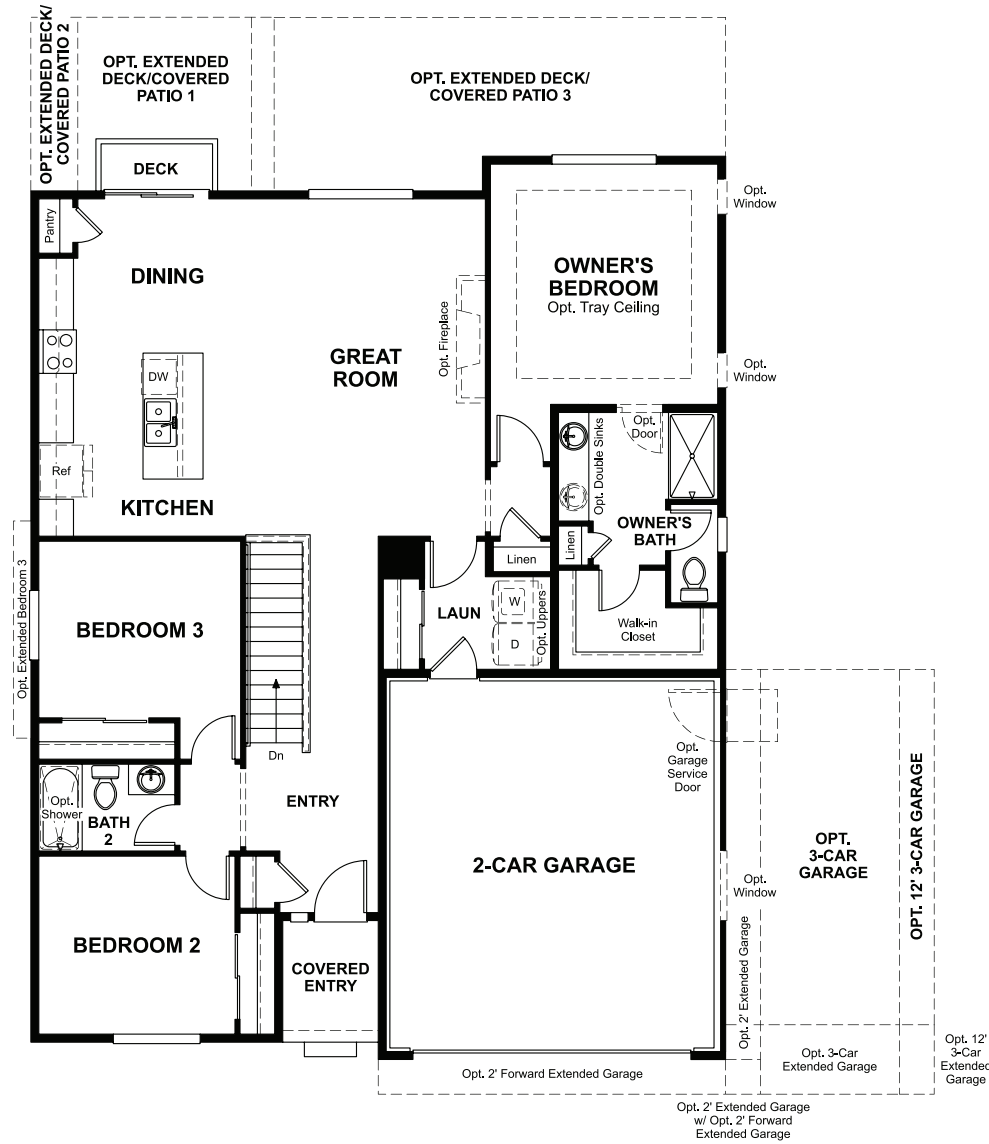 OPT. EXTENDED DECK/
COVERED PATIO 2
OPT. EXTENDED
DECK/COVERED
PATIO 1
OPT. EXTENDED DECK/
COVERED PATIO 3
DECK
Opt.
Window
Pantry
DINING
OWNER'S
BEDROOM
Opt. Tray Ceiling
Opt. Fireplace
GREAT
ROOM
Opt.
Window
DW
Opt. Double Sinks
Opt.
Door
Ref
KITCHEN
OWNER'S
BATH
Linen
Linen
Opt. Extended Bedroom 3
BEDROOM 3
LAUN
W
D
Opt. Uppers
Walk-in
Closet
Dn
Opt.
Garage
Service
Door
Opt.
Shower
BATH
2
ENTRY
2-CAR GARAGE
OPT.
3-CAR
GARAGE
OPT. 12' 3-CAR GARAGE
Opt.
Window
BEDROOM 2
COVERED
ENTRY
Opt. 2' Extended Garage
Opt. 2' Forward Extended Garage
Opt. 3-Car
Extended Garage
Opt. 12'
3-Car
Extended
Garage
Opt. 2' Extended Garage
w/ Opt. 2' Forward
Extended Garage